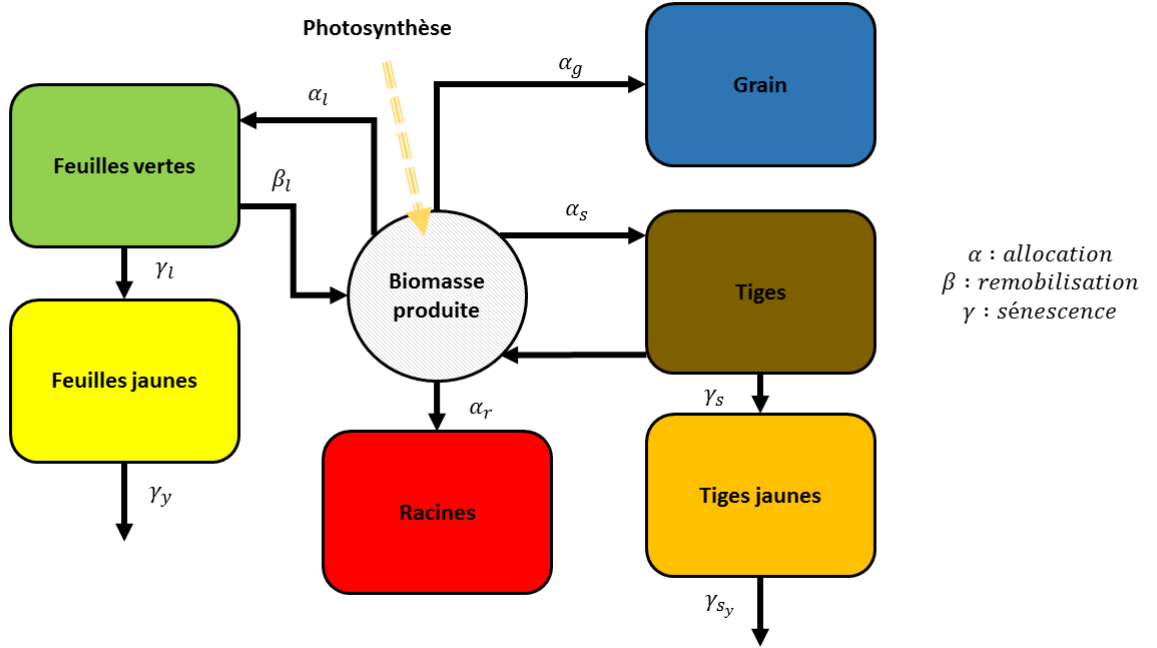 Photosynthèse
α_g
Grain
α_l
Feuilles vertes
β_l
α_s
α : allocation
β : remobilisation
γ : sénescence
γ_l
Biomasse
produite
Tiges
Feuilles jaunes
γ_s
α_r
γ_y
Racines
Tiges jaunes
γ_{s_y}